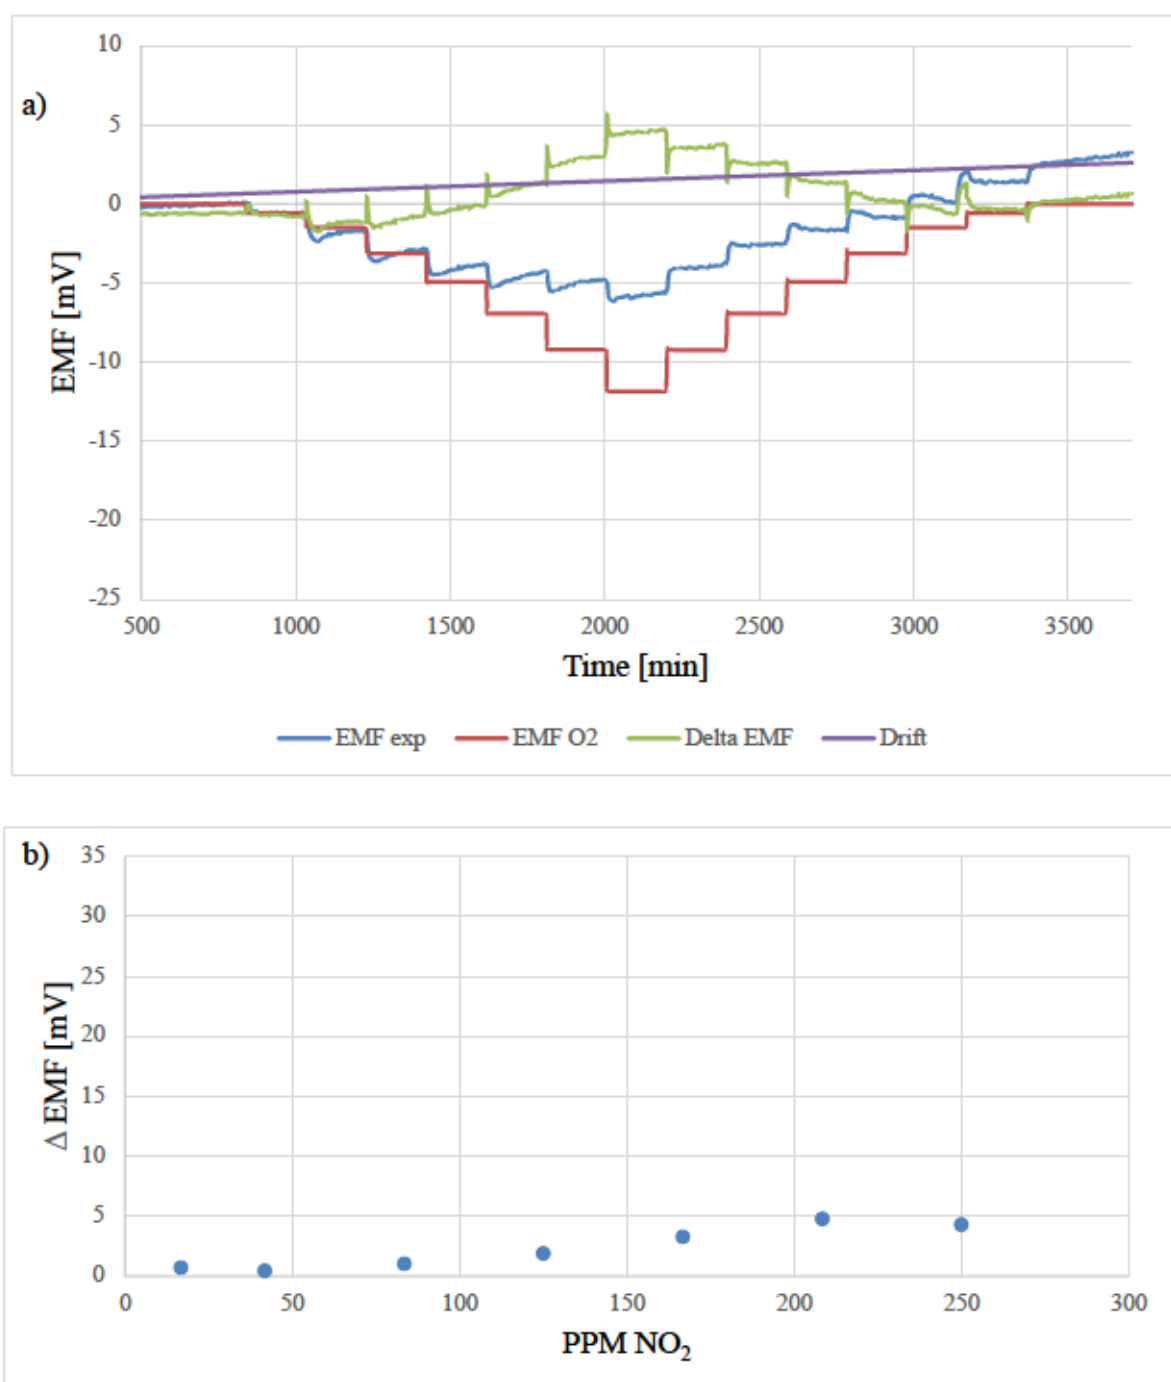 a)
10
5
0
-5
-10
-15
-20
-25
EMF [mV]
500 1000 1500 2000 2500 3000 3500
Time [min]
EMF exp EMF O2 Delta EMF Drift
b)
35
30
25
20
15
10
5
0
Δ EMF [mV]
0 50 100 150 200 250 300
PPM NO₂